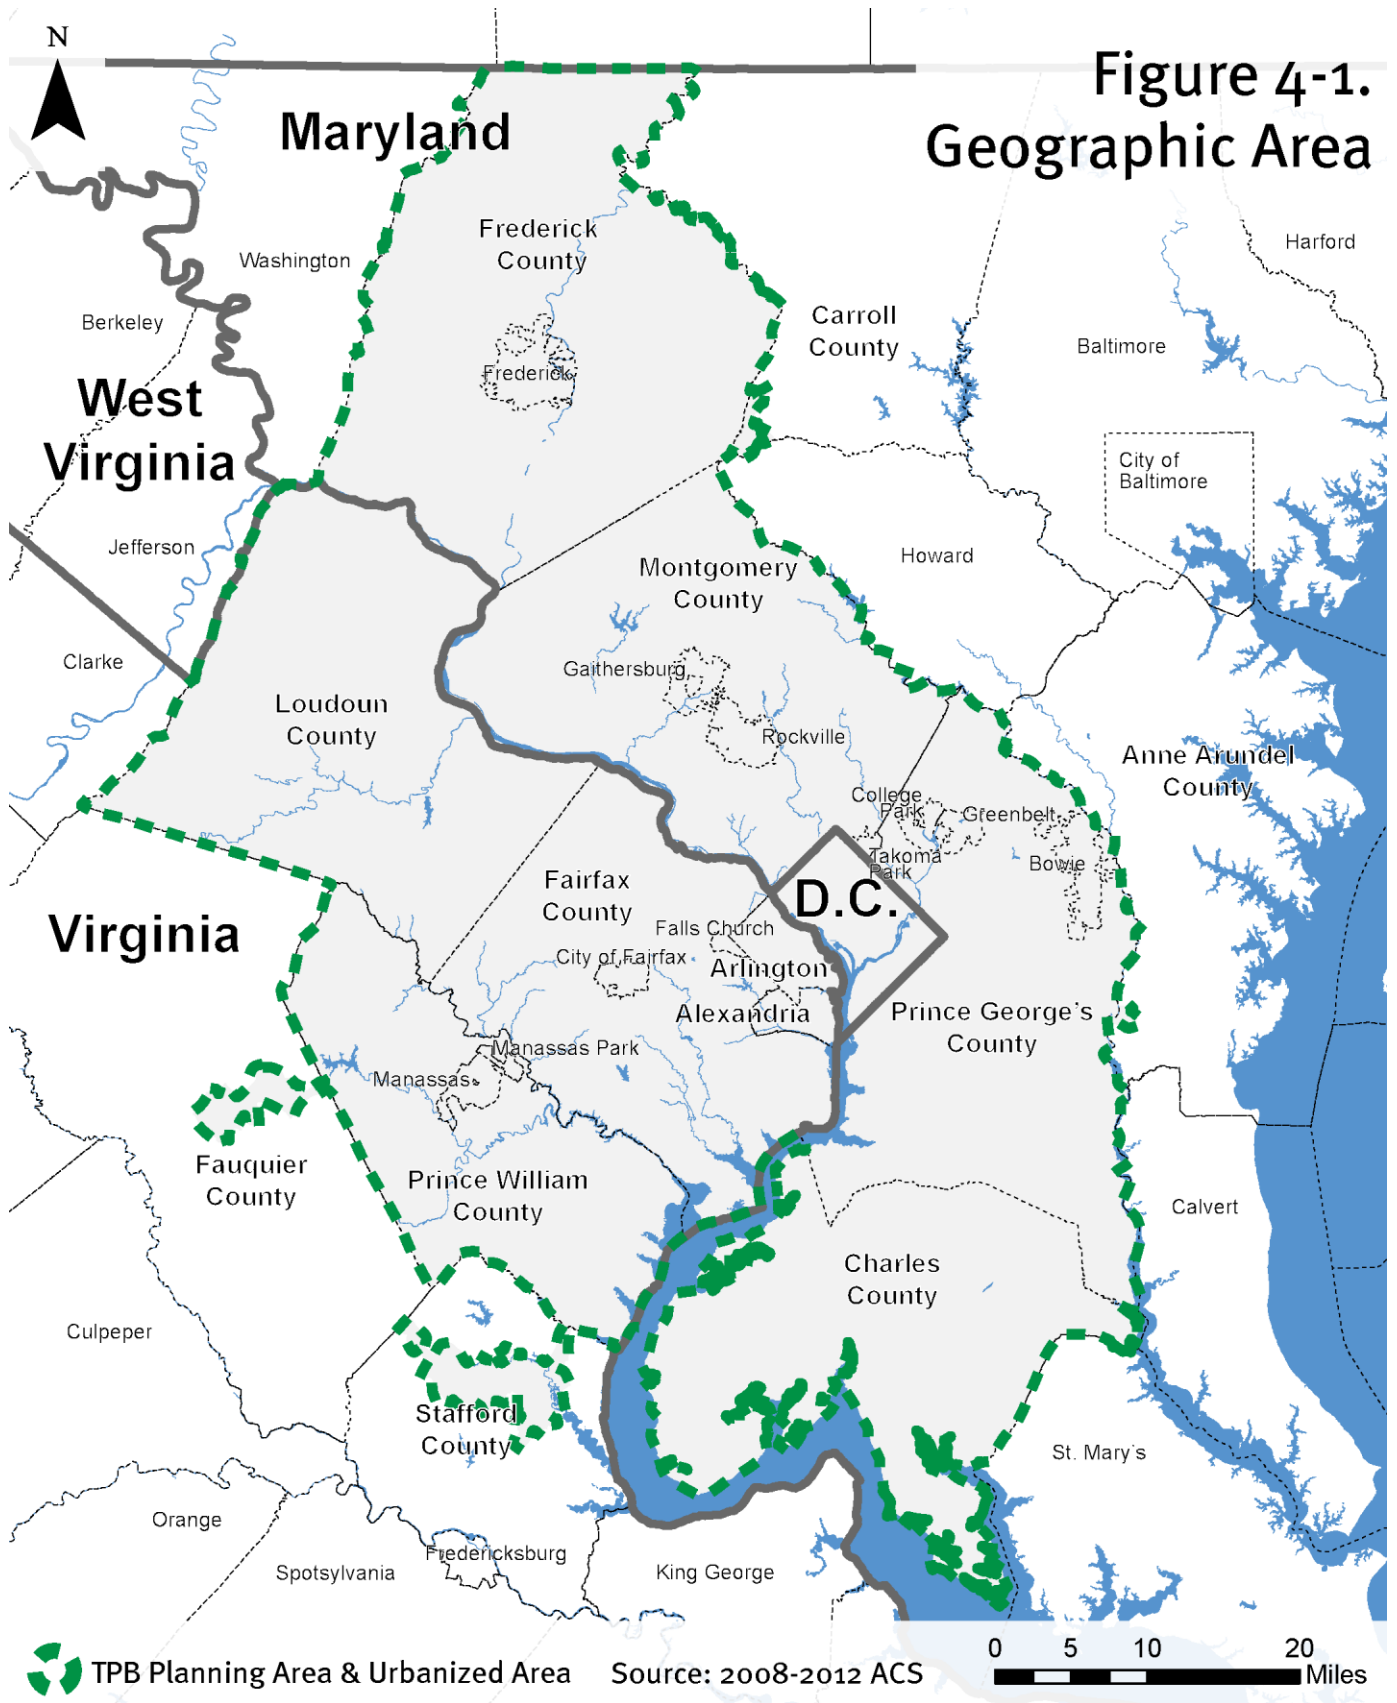 N
Figure 4-1.
Geographic Area
Maryland
Frederick
County
Harford
Washington
Carroll
County
Berkeley
Baltimore
Frederick
West
Virginia
City of
Baltimore
Jefferson
Howard
Montgomery
County
Clarke
Gaithersburg
Loudoun
County
Rockville
Anne Arundel
County
College
Park
Greenbelt
Takoma
Park
Bowie
Fairfax
County
D.C.
Virginia
Falls Church
City of Fairfax
Arlington
Alexandria
Prince George's
County
Manassas Park
Manassas
Fauquier
County
Prince William
County
Calvert
Charles
County
Culpeper
Stafford
County
St. Mary's
Orange
Fredericksburg
Spotsylvania
King George
0 5 10 20
Miles
TPB Planning Area & Urbanized Area
Source: 2008-2012 ACS